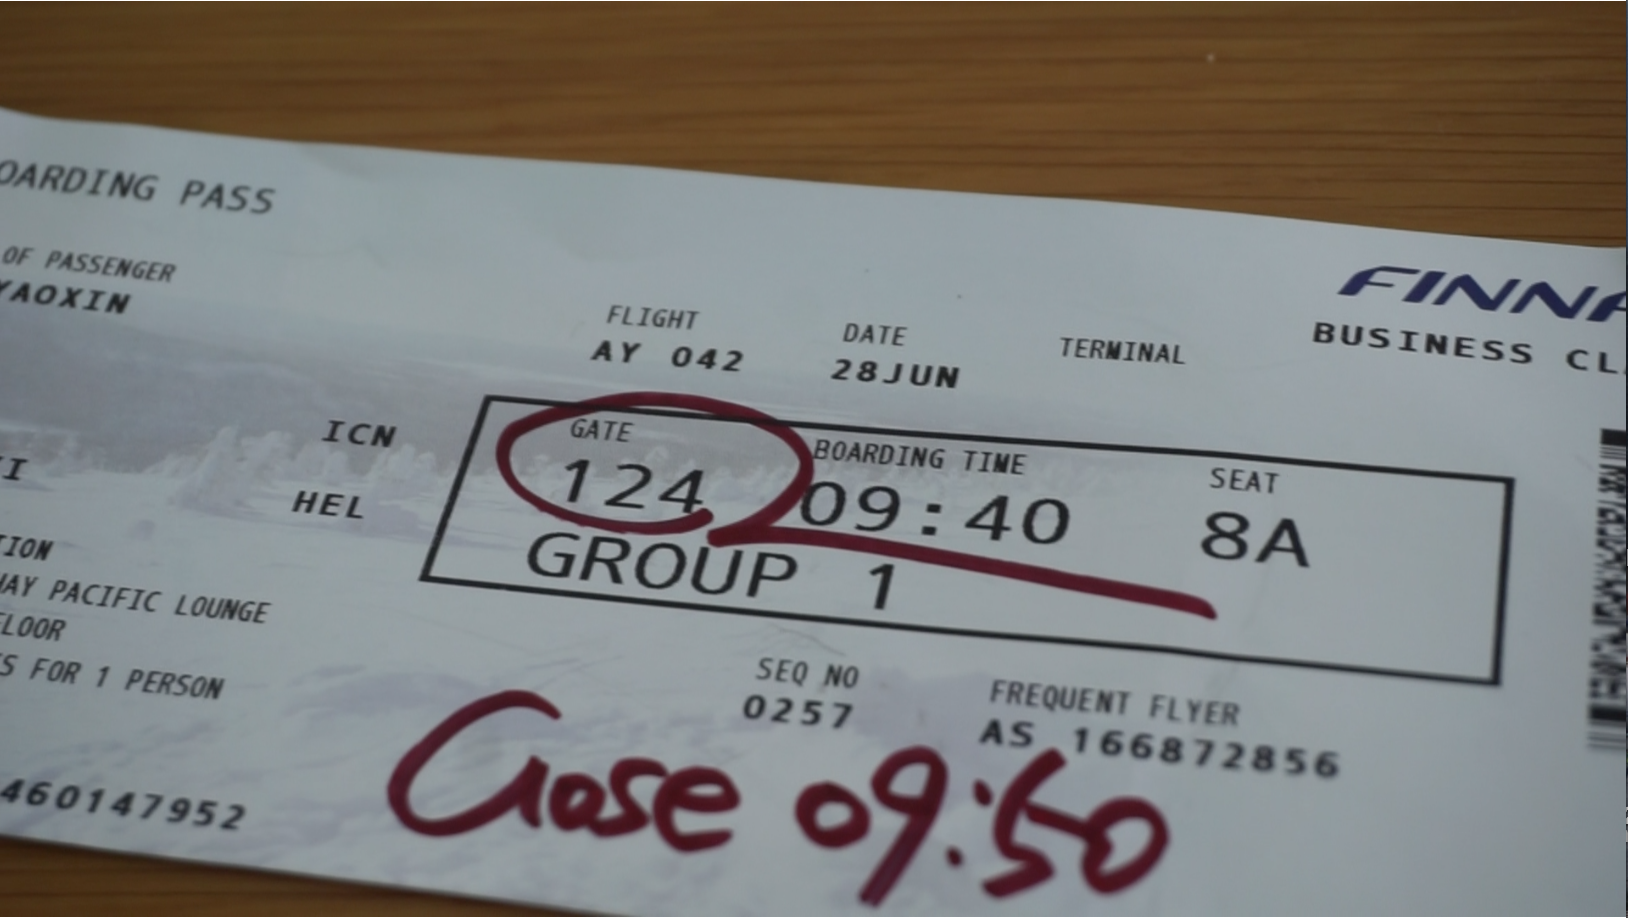 OARDING PASS
OF PASSENGER
YAOXIN
FINNA
BUSINESS CL
FLIGHT DATE TERMINAL
AY 042 28JUN
ICN
HEL
GATE BOARDING TIME SEAT
124 09:40 8A
GROUP 1
TION
HAY PACIFIC LOUNGE
LOOR
S FOR 1 PERSON
SEQ NO FREQUENT FLYER
0257 AS 166872856
460147952
Close 09:50